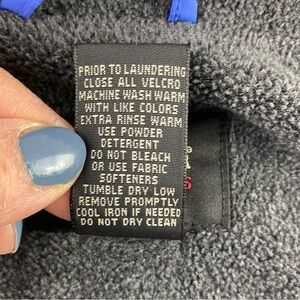 PRIOR TO LAUNDERING
CLOSE ALL VELCRO
MACHINE WASH WARM
WITH LIKE COLORS
EXTRA RINSE WARM
USE POWDER
DETERGENT
DO NOT BLEACH
OR USE FABRIC
SOFTENERS
TUMBLE DRY LOW
REMOVE PROMPTLY
COOL IRON IF NEEDED
DO NOT DRY CLEAN